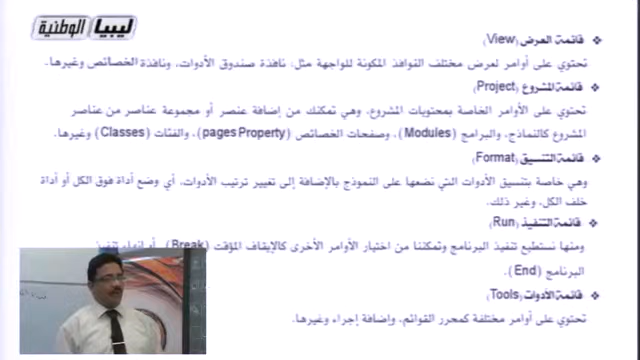 ليبيا الوطنية
❖ قائمة العرض (View)
تحتوي على أوامر لعرض مختلف النوافذ المكونة للواجهة مثل: نافذة صندوق الأدوات، ونافذة الخصائص وغيرها.
❖ قائمة المشروع (Project)
تحتوي على الأوامر الخاصة بمحتويات المشروع، وهي تمكنك من إضافة عنصر أو مجموعة عناصر من عناصر
المشروع كالنماذج، والبرامج (Modules)، وصفحات الخصائص (pages Property)، والفئات (Classes) وغيرها.
❖ قائمة التنسيق (Format)
وهي خاصة بتنسيق الأدوات التي نضعها على النموذج بالإضافة إلى تغيير ترتيب الأدوات، أي وضع أداة فوق الكل أو أداة
خلف الكل، وغير ذلك.
❖ قائمة التنفيذ (Run)
ومنها نستطيع تنفيذ البرنامج وتمكننا من اختيار الأوامر الأخرى كالإيقاف المؤقت (Break)
البرنامج (End).
❖ قائمة الأدوات (Tools)
تحتوي على أوامر مختلفة كمحرر القوائم، وإضافة إجراء وغيرها.